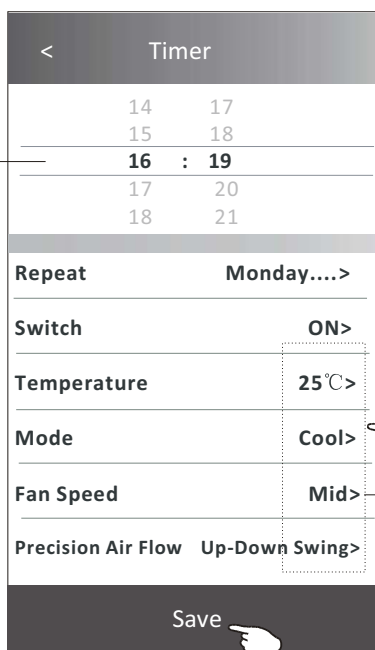 < Timer
14 17
15 18
16 : 19
17 20
18 21
Repeat Monday....>
Switch ON>
Temperature 25℃>
Mode Cool>
Fan Speed Mid>
Precision Air Flow Up-Down Swing>
Save